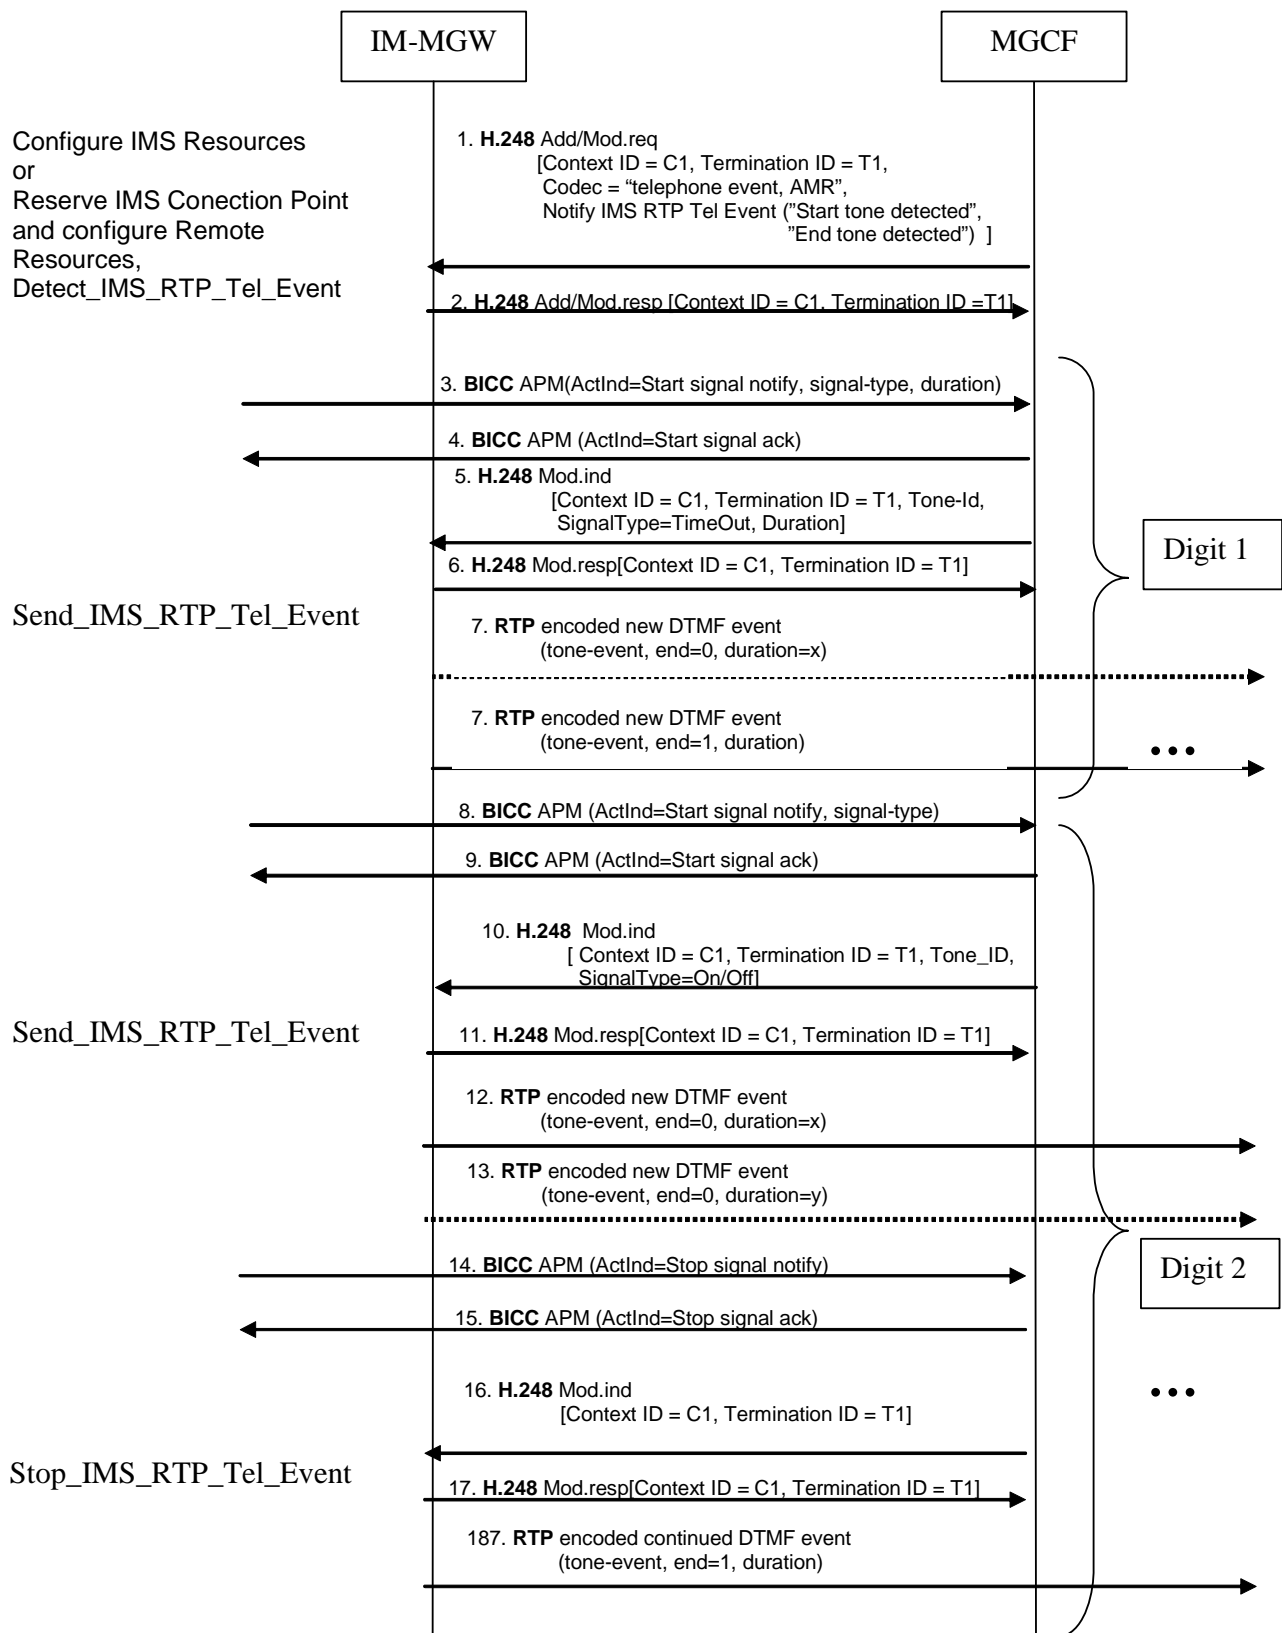 IM-MGW
MGCF
Configure IMS Resources
or
Reserve IMS Conection Point
and configure Remote
Resources,
Detect_IMS_RTP_Tel_Event
1. H.248 Add/Mod.req
[Context ID = C1, Termination ID = T1,
Codec = “telephone event, AMR”,
Notify IMS RTP Tel Event (”Start tone detected”,
”End tone detected”) ]
2. H.248 Add/Mod.resp [Context ID = C1, Termination ID =T1]
3. BICC APM(ActInd=Start signal notify, signal-type, duration)
4. BICC APM (ActInd=Start signal ack)
5. H.248 Mod.ind
[Context ID = C1, Termination ID = T1, Tone-Id,
SignalType=TimeOut, Duration]
Digit 1
6. H.248 Mod.resp[Context ID = C1, Termination ID = T1]
Send_IMS_RTP_Tel_Event
7. RTP encoded new DTMF event
(tone-event, end=0, duration=x)
7. RTP encoded new DTMF event
(tone-event, end=1, duration)
...
8. BICC APM (ActInd=Start signal notify, signal-type)
9. BICC APM (ActInd=Start signal ack)
10. H.248 Mod.ind
[ Context ID = C1, Termination ID = T1, Tone_ID,
SignalType=On/Off]
Send_IMS_RTP_Tel_Event
11. H.248 Mod.resp[Context ID = C1, Termination ID = T1]
12. RTP encoded new DTMF event
(tone-event, end=0, duration=x)
13. RTP encoded new DTMF event
(tone-event, end=0, duration=y)
14. BICC APM (ActInd=Stop signal notify)
Digit 2
15. BICC APM (ActInd=Stop signal ack)
16. H.248 Mod.ind
[Context ID = C1, Termination ID = T1]
...
Stop_IMS_RTP_Tel_Event
17. H.248 Mod.resp[Context ID = C1, Termination ID = T1]
187. RTP encoded continued DTMF event
(tone-event, end=1, duration)